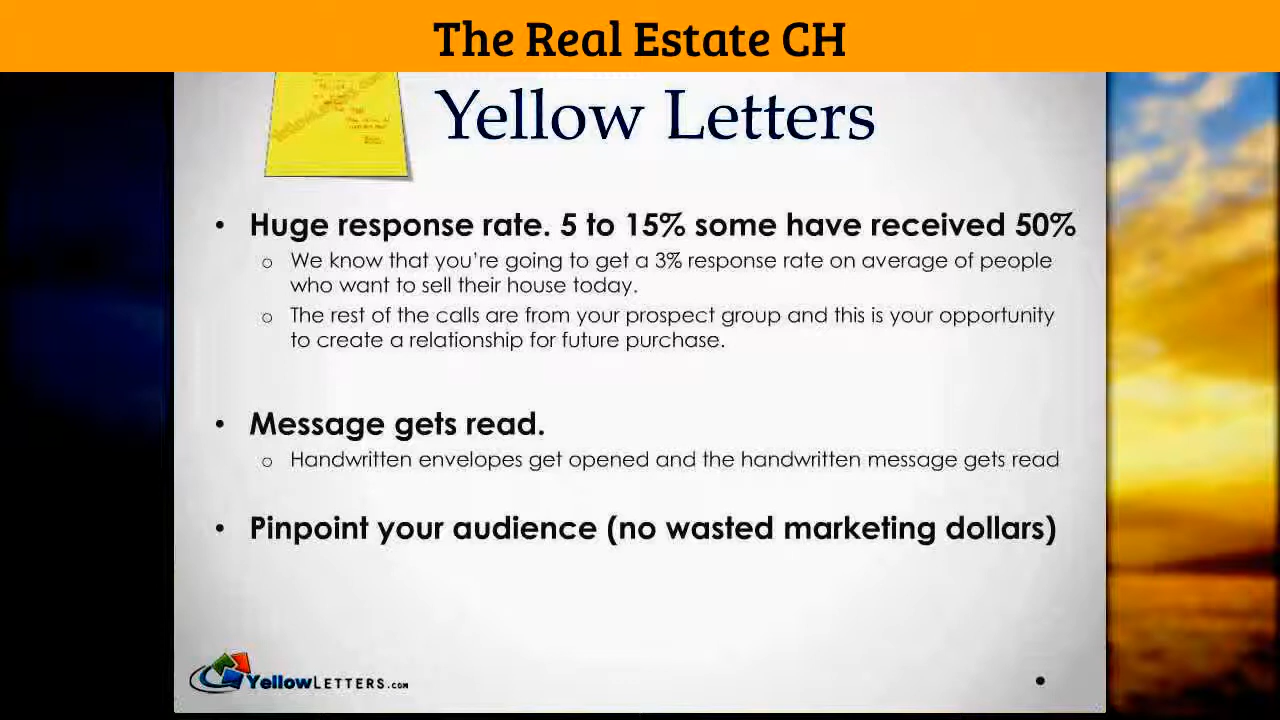 The Real Estate CH
Yellow Letters
• Huge response rate. 5 to 15% some have received 50%
o We know that you're going to get a 3% response rate on average of people
who want to sell their house today.
o The rest of the calls are from your prospect group and this is your opportunity
to create a relationship for future purchase.
• Message gets read.
o Handwritten envelopes get opened and the handwritten message gets read
• Pinpoint your audience (no wasted marketing dollars)
YellowLETTERS.COM